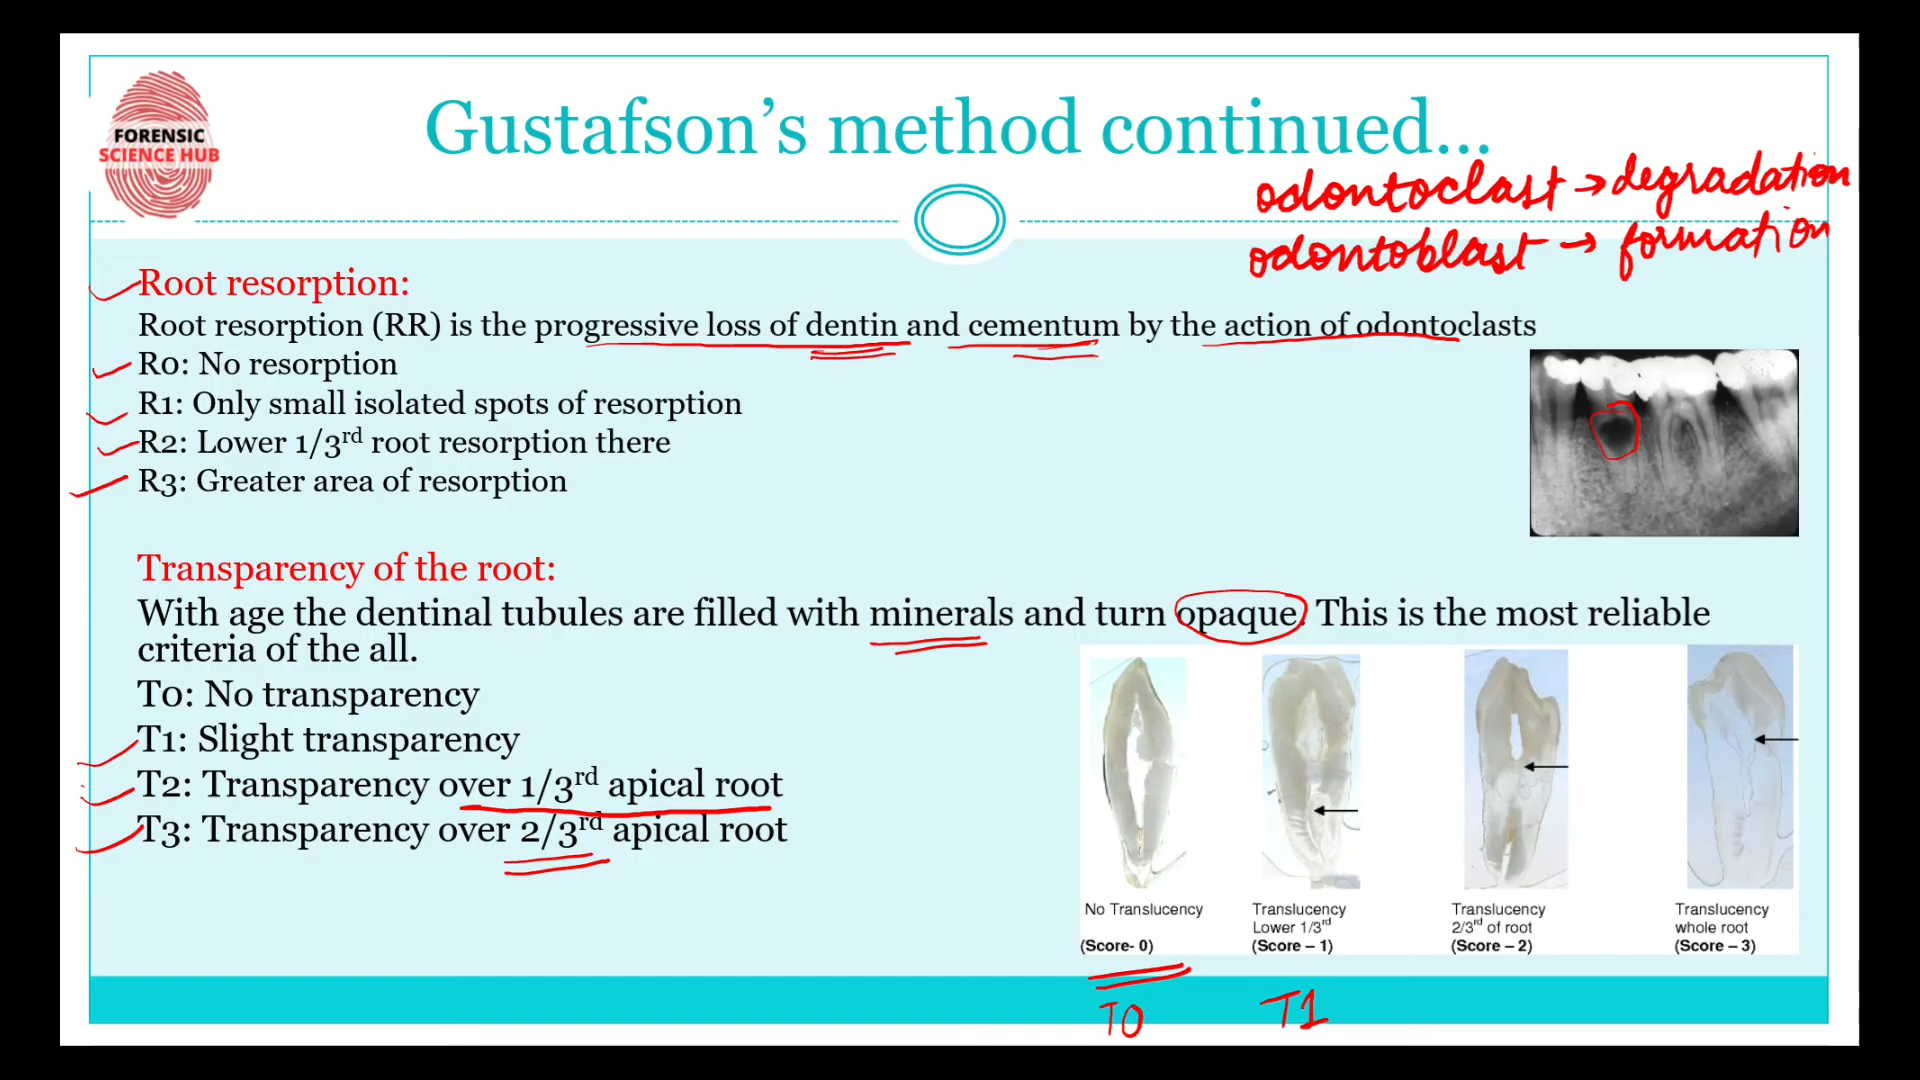 FORENSIC
SCIENCE HUB
Gustafson’s method continued...
odontoclast → degradation
odontoblast → formation
Root resorption:
Root resorption (RR) is the progressive loss of dentin and cementum by the action of odontoclasts
R0: No resorption
R1: Only small isolated spots of resorption
R2: Lower 1/3rd root resorption there
R3: Greater area of resorption
Transparency of the root:
With age the dentinal tubules are filled with minerals and turn opaque. This is the most reliable
criteria of the all.
T0: No transparency
T1: Slight transparency
T2: Transparency over 1/3rd apical root
T3: Transparency over 2/3rd apical root
No Translucency
(Score- 0)
Translucency
Lower 1/3rd
(Score – 1)
Translucency
2/3rd of root
(Score – 2)
Translucency
whole root
(Score – 3)
T0
T1